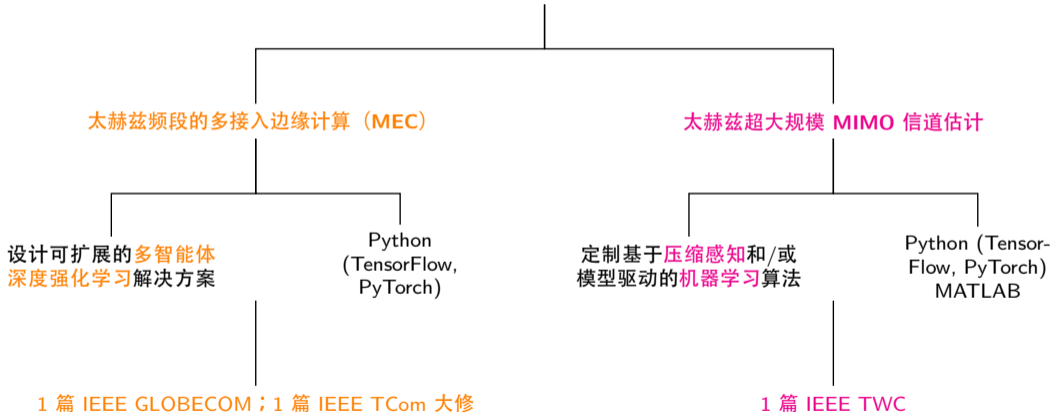 太赫兹频段的多接入边缘计算（MEC）
太赫兹超大规模 MIMO 信道估计
设计可扩展的多智能体
深度强化学习解决方案
Python
(TensorFlow,
PyTorch)
定制基于压缩感知和/或
模型驱动的机器学习算法
Python (Tensor-
Flow, PyTorch)
MATLAB
1 篇 IEEE GLOBECOM；1 篇 IEEE TCom 大修
1 篇 IEEE TWC